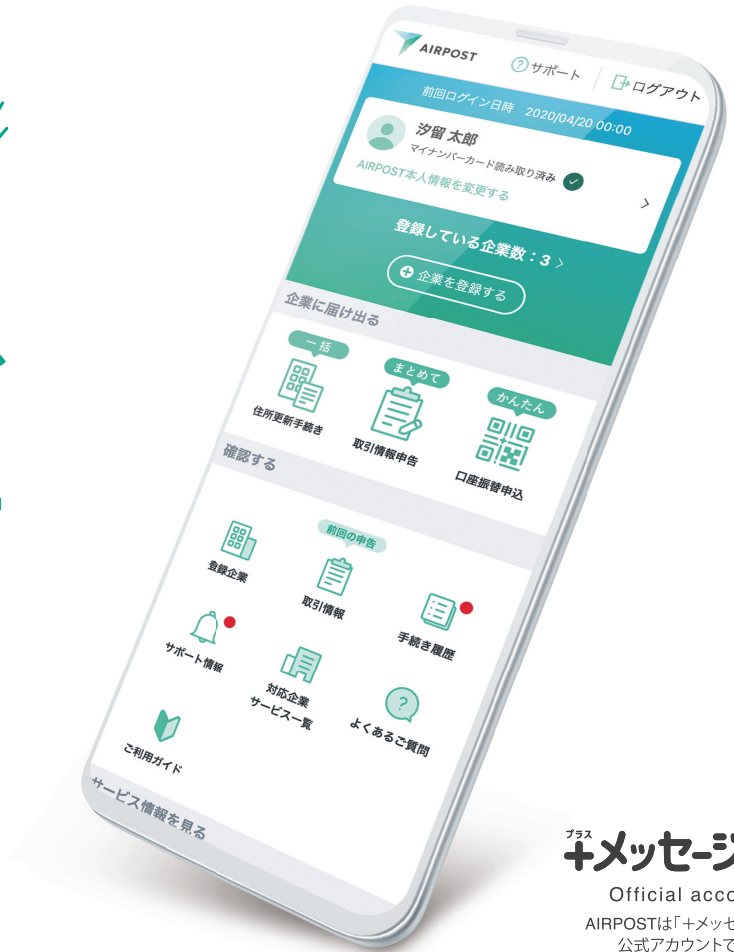 AIRPOST
サポート
ログアウト
前回ログイン日時 2020/04/20 00:00
汐留 太郎
マイナンバーカード読み取り済み
AIRPOST本人情報を変更する
登録している企業数：3
企業を登録する
企業に届け出る
一括
まとめて
かんたん
住所更新手続き
取引情報申告
口座振替申込
確認する
前回の申告
登録企業
取引情報
手続き履歴
サポート情報
対応企業
サービス一覧
よくあるご質問
ご利用ガイド
サービス情報を見る
プラス
+メッセージ
Official acco
AIRPOSTは「+メッセ
公式アカウントで